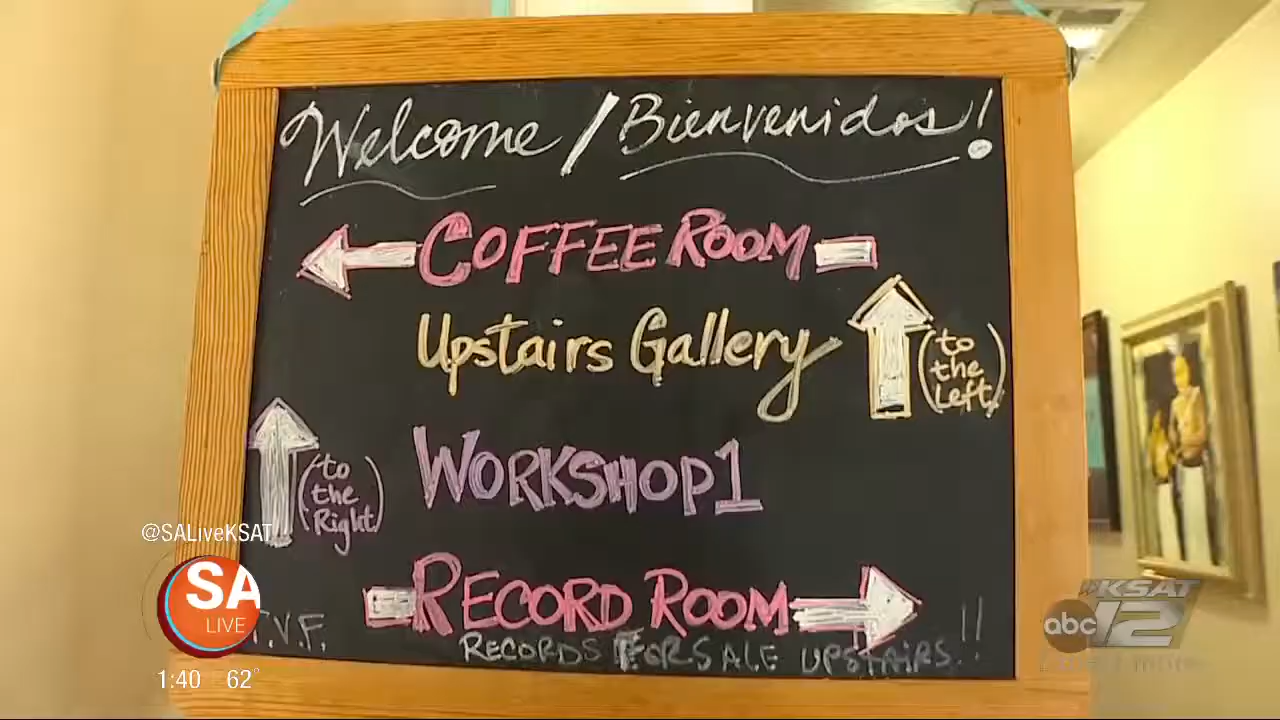 Welcome / Bienvenidos!
COFFEE ROOM
Upstairs Gallery
(to the Left)
WORKSHOP 1
(to the Right)
RECORD ROOM
RECORDS FOR SALE UPSTAIRS!!
@SALiveKSAT
SA
LIVE
1:40 62°
abc KSAT 12